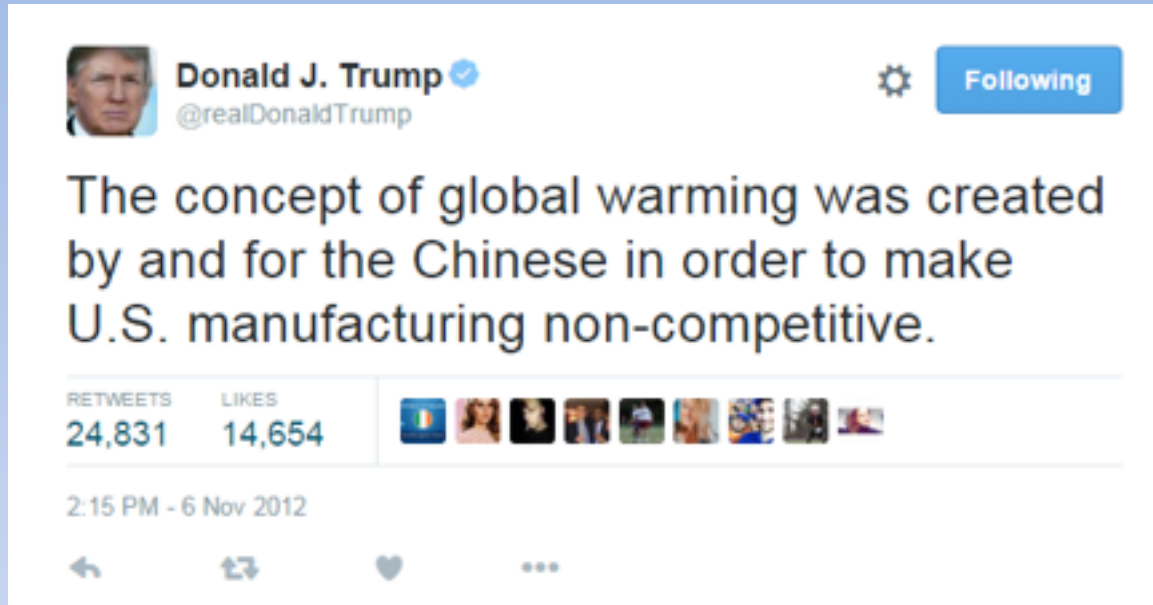 Donald J. Trump
Following
@realDonaldTrump
The concept of global warming was created
by and for the Chinese in order to make
U.S. manufacturing non-competitive.
RETWEETS LIKES
24,831 14,654
2:15 PM - 6 Nov 2012